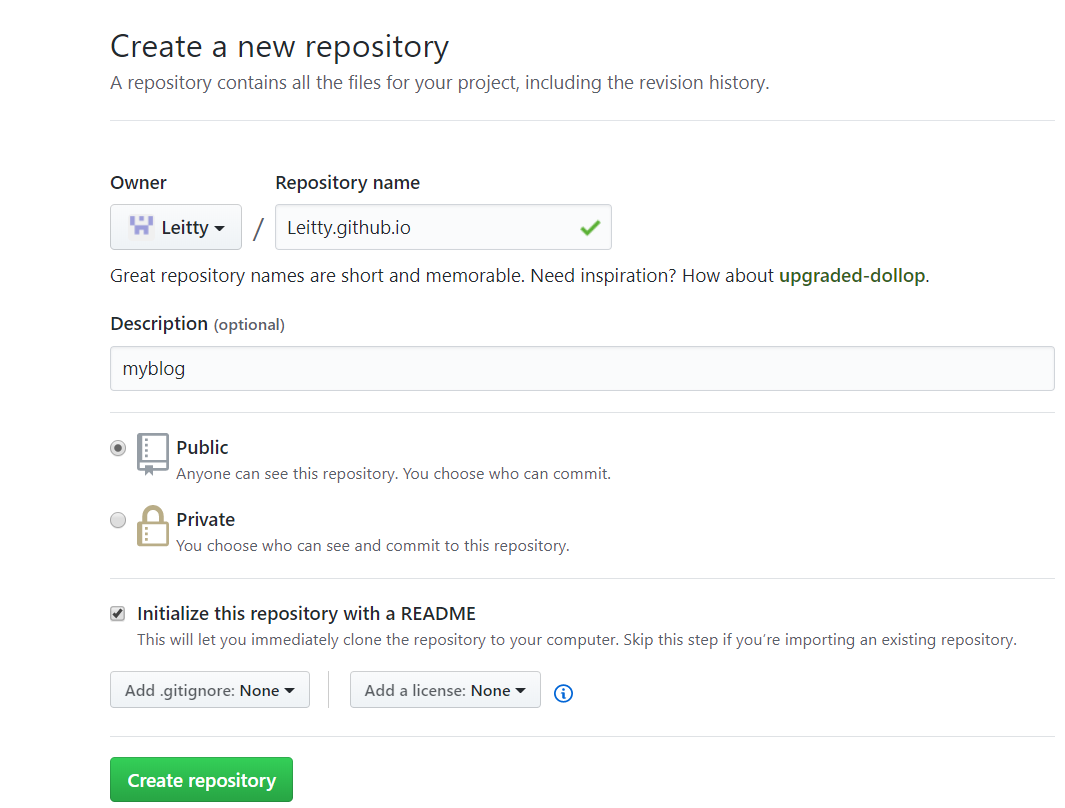 Create a new repository
A repository contains all the files for your project, including the revision history.
Owner Repository name
Leitty / Leitty.github.io
Great repository names are short and memorable. Need inspiration? How about upgraded-dollop.
Description (optional)
myblog
Public
Anyone can see this repository. You choose who can commit.
Private
You choose who can see and commit to this repository.
Initialize this repository with a README
This will let you immediately clone the repository to your computer. Skip this step if you’re importing an existing repository.
Add .gitignore: None Add a license: None
Create repository